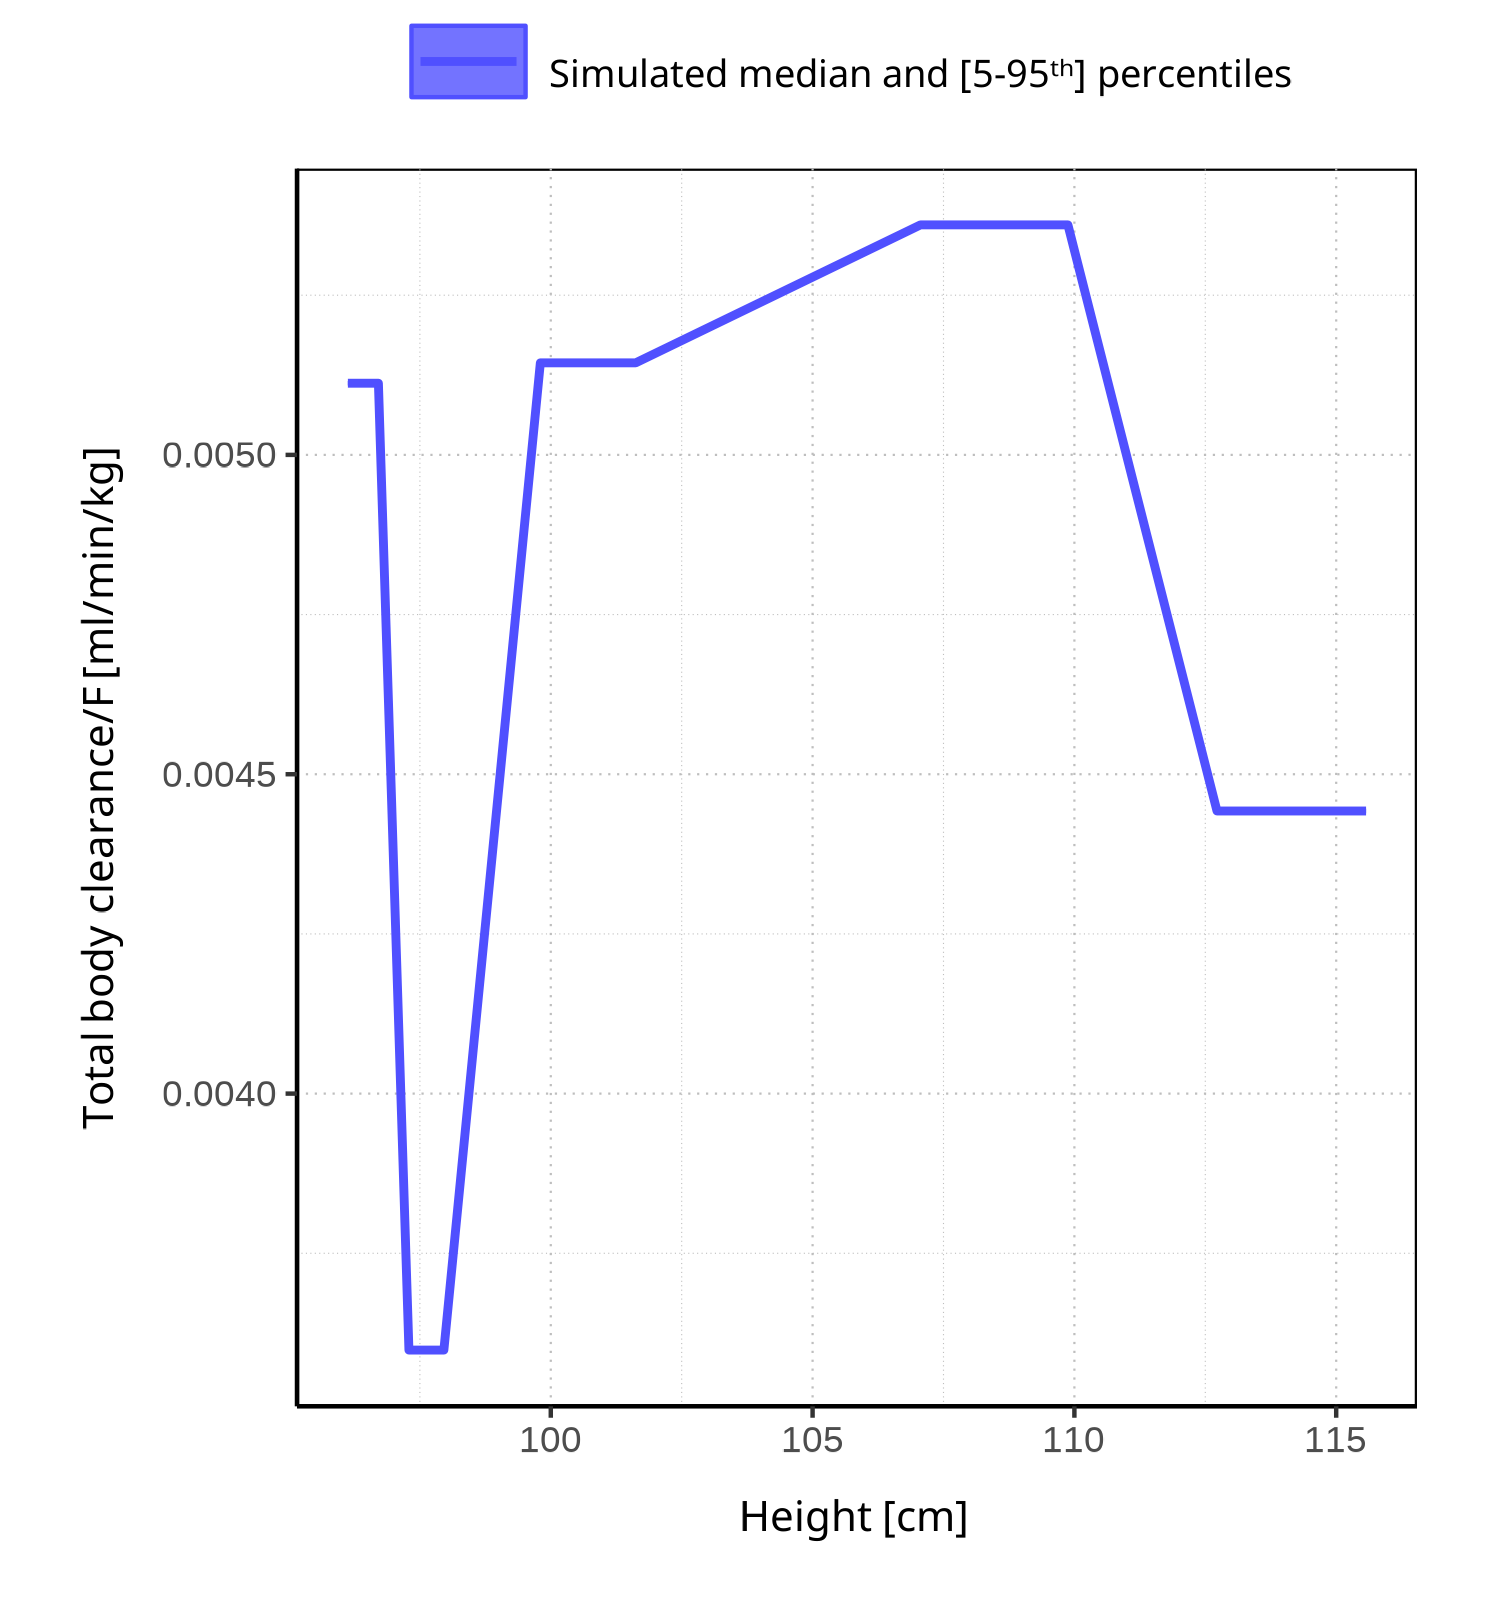 Simulated median and [5-95ᵗʰ] percentiles
Total body clearance/F [ml/min/kg]
0.0050
0.0045
0.0040
100
105
110
115
Height [cm]